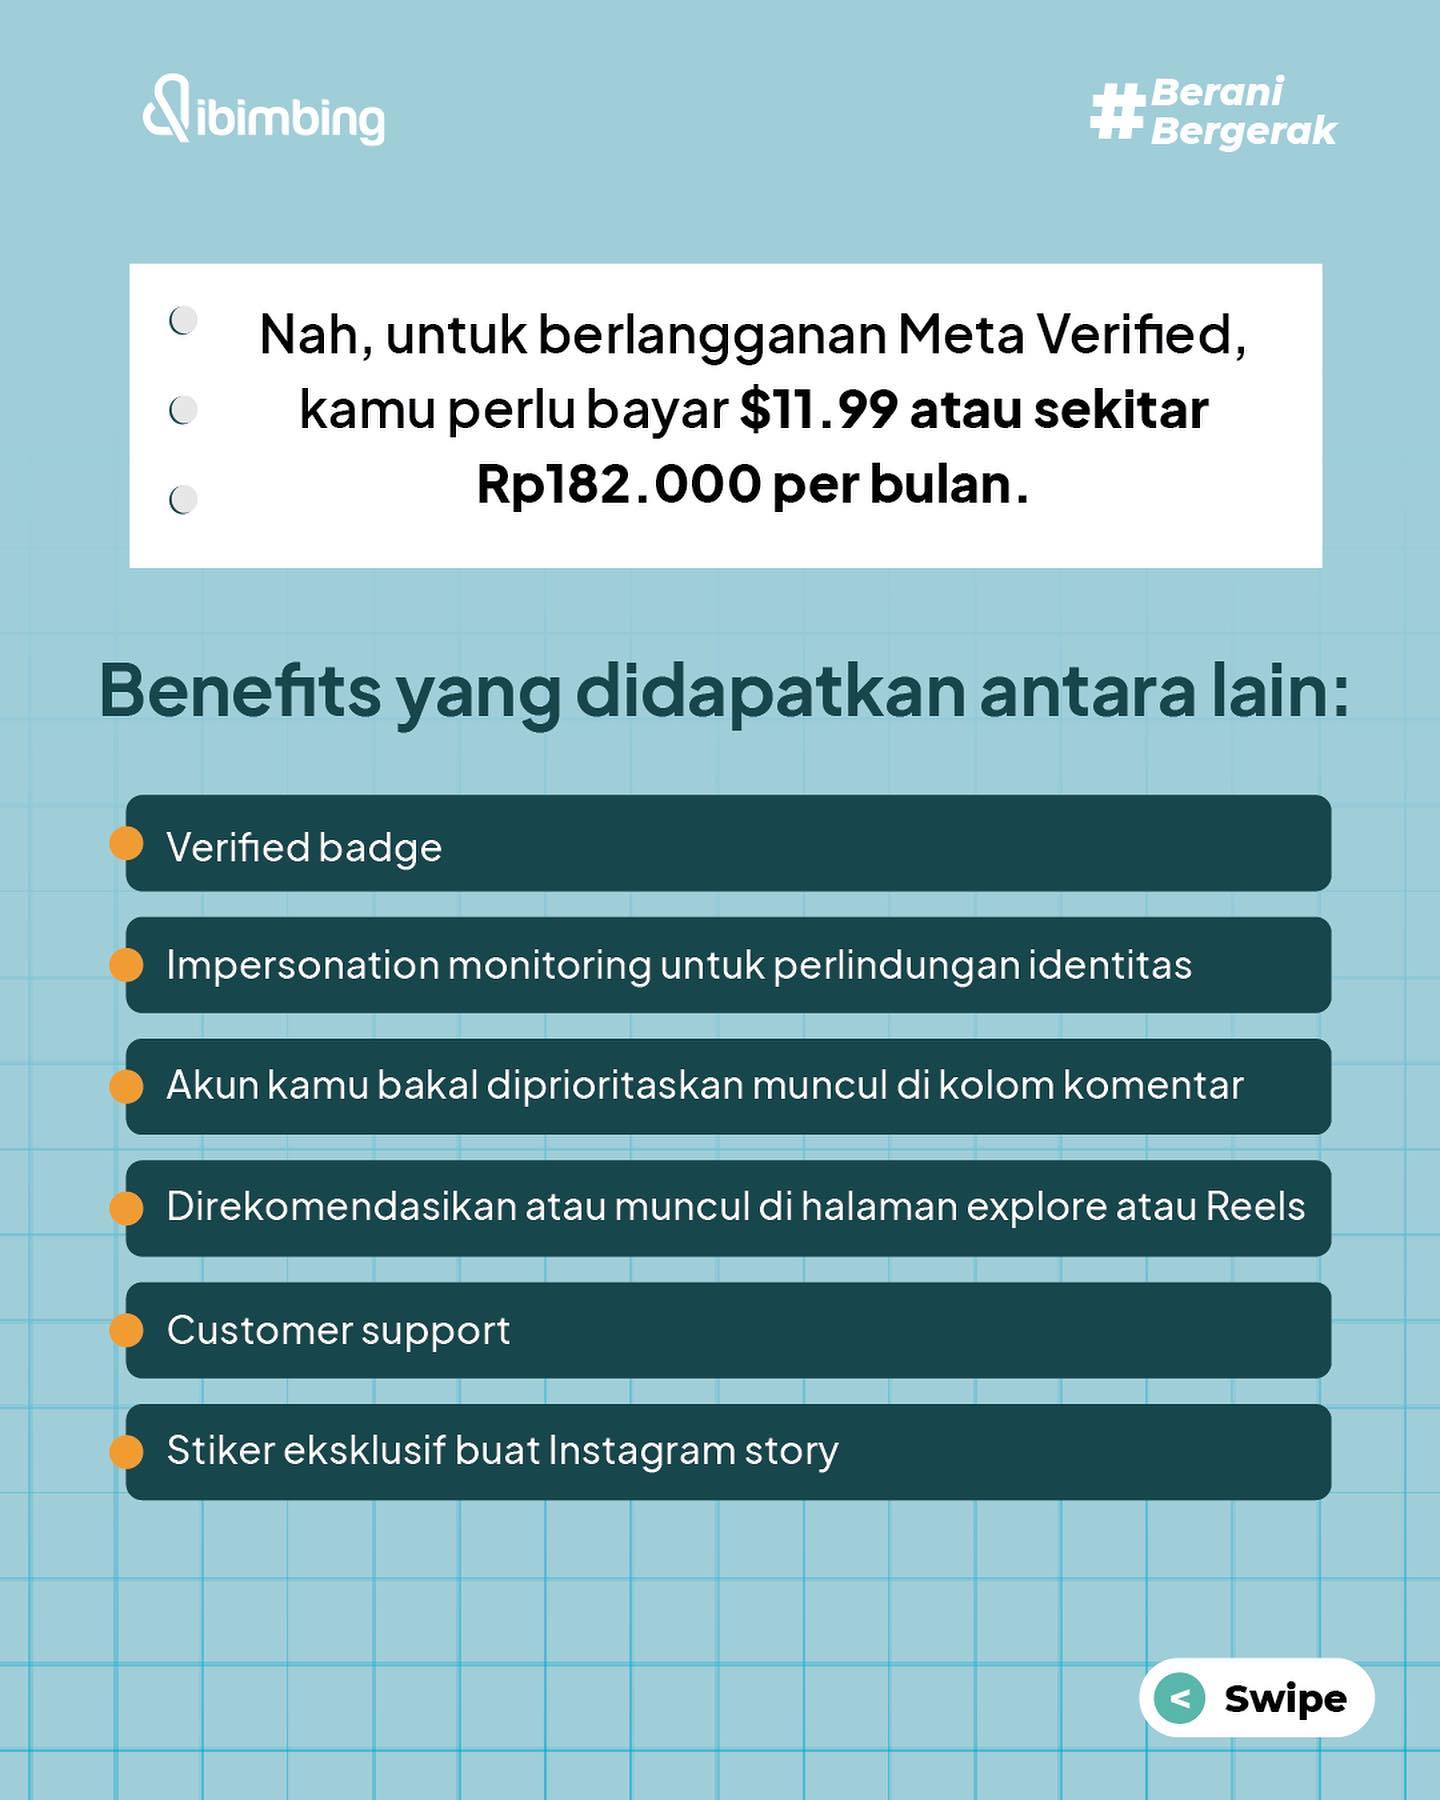 ibimbing
#Berani
Bergerak
Nah, untuk berlangganan Meta Verified,
kamu perlu bayar $11.99 atau sekitar
Rp182.000 per bulan.
Benefits yang didapatkan antara lain:
Verified badge
Impersonation monitoring untuk perlindungan identitas
Akun kamu bakal diprioritaskan muncul di kolom komentar
Direkomendasikan atau muncul di halaman explore atau Reels
Customer support
Stiker eksklusif buat Instagram story
< Swipe